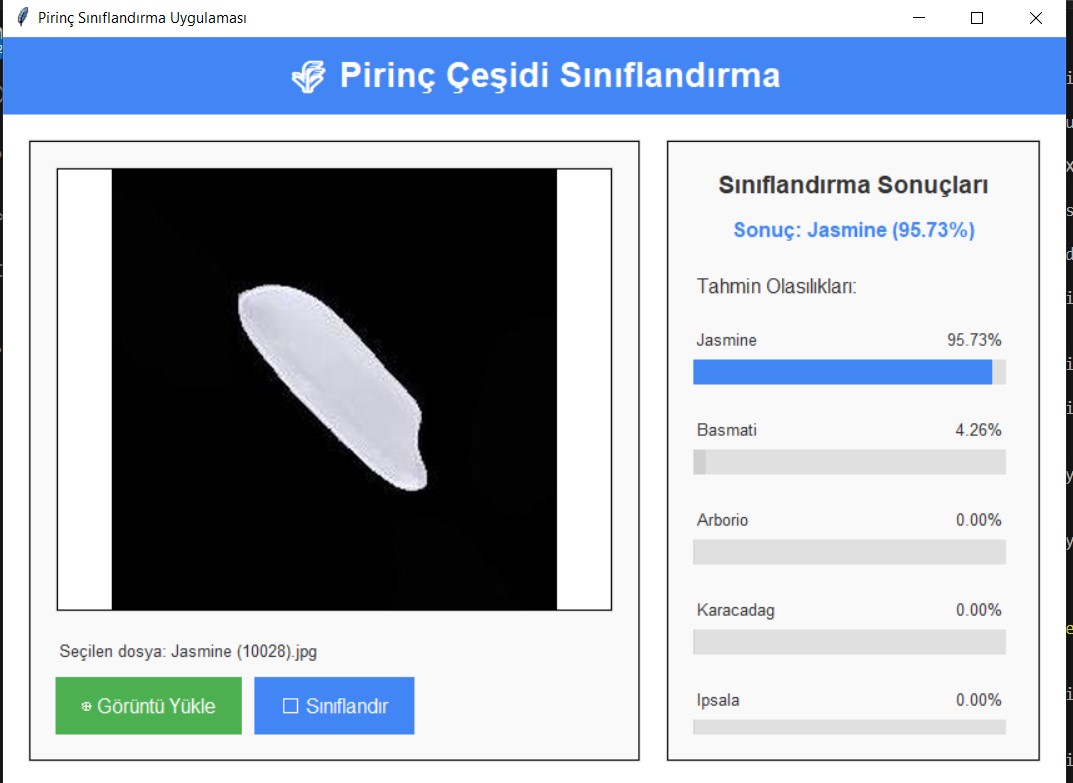 Pirinç Sınıflandırma Uygulaması
Pirinç Çeşidi Sınıflandırma
Seçilen dosya: Jasmine (10028).jpg
Görüntü Yükle
Sınıflandır
Sınıflandırma Sonuçları
Sonuç: Jasmine (95.73%)
Tahmin Olasılıkları:
Jasmine 95.73%
Basmati 4.26%
Arborio 0.00%
Karacadag 0.00%
Ipsala 0.00%